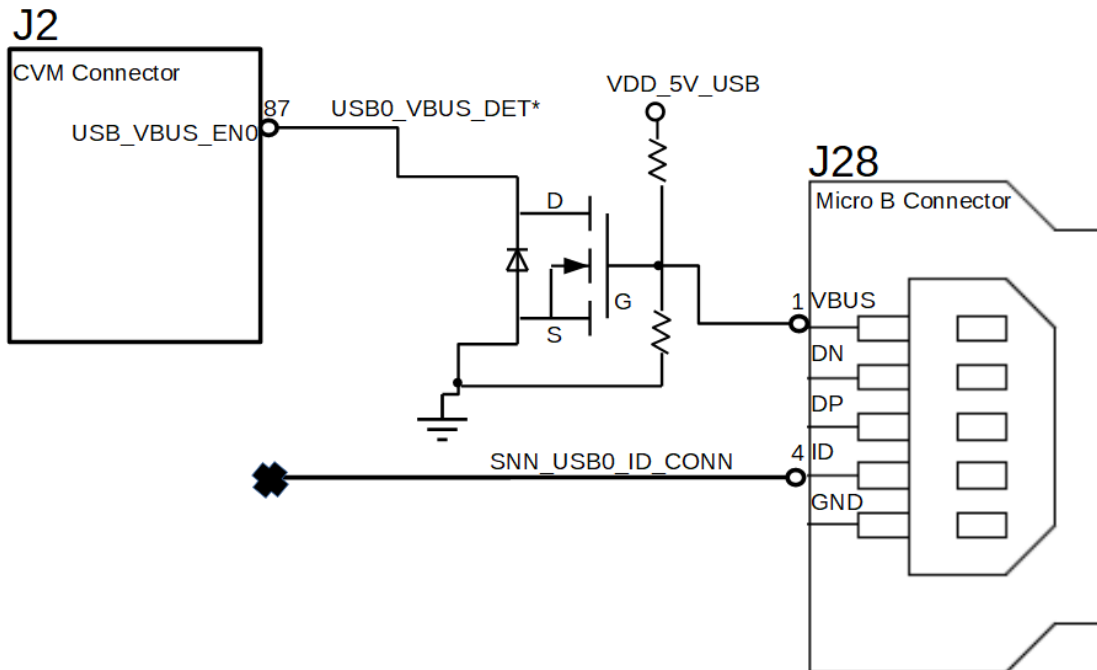 J2
CVM Connector
87
USB0_VBUS_DET*
USB_VBUS_EN0
VDD_5V_USB
J28
Micro B Connector
D
G
S
1 VBUS
DN
DP
4 ID
SNN_USB0_ID_CONN
GND